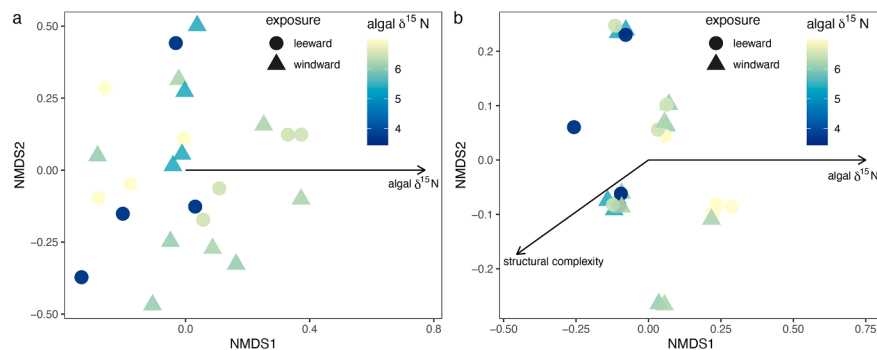 a
exposure
leeward
windward
algal δ¹⁵ N
6
5
4
0.50
0.25
0.00
−0.25
−0.50
NMDS2
algal δ¹⁵N
0.0
0.4
0.8
NMDS1
b
exposure
leeward
windward
algal δ¹⁵ N
6
5
4
0.2
0.1
0.0
−0.1
−0.2
NMDS2
algal δ¹⁵N
structural complexity
−0.50
−0.25
0.00
0.25
0.50
0.75
NMDS1